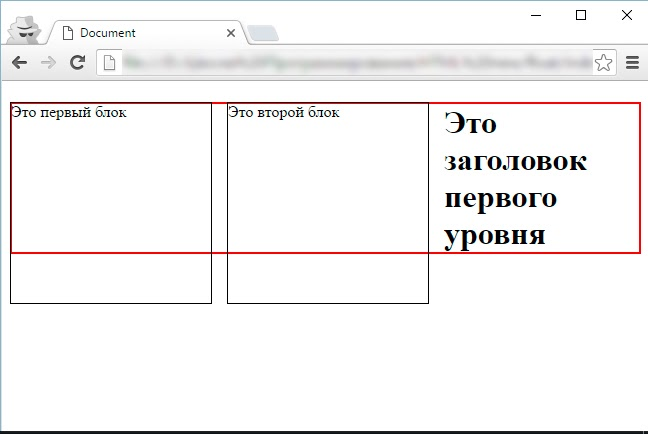 Document
Это первый блок
Это второй блок
Это
заголовок
первого
уровня